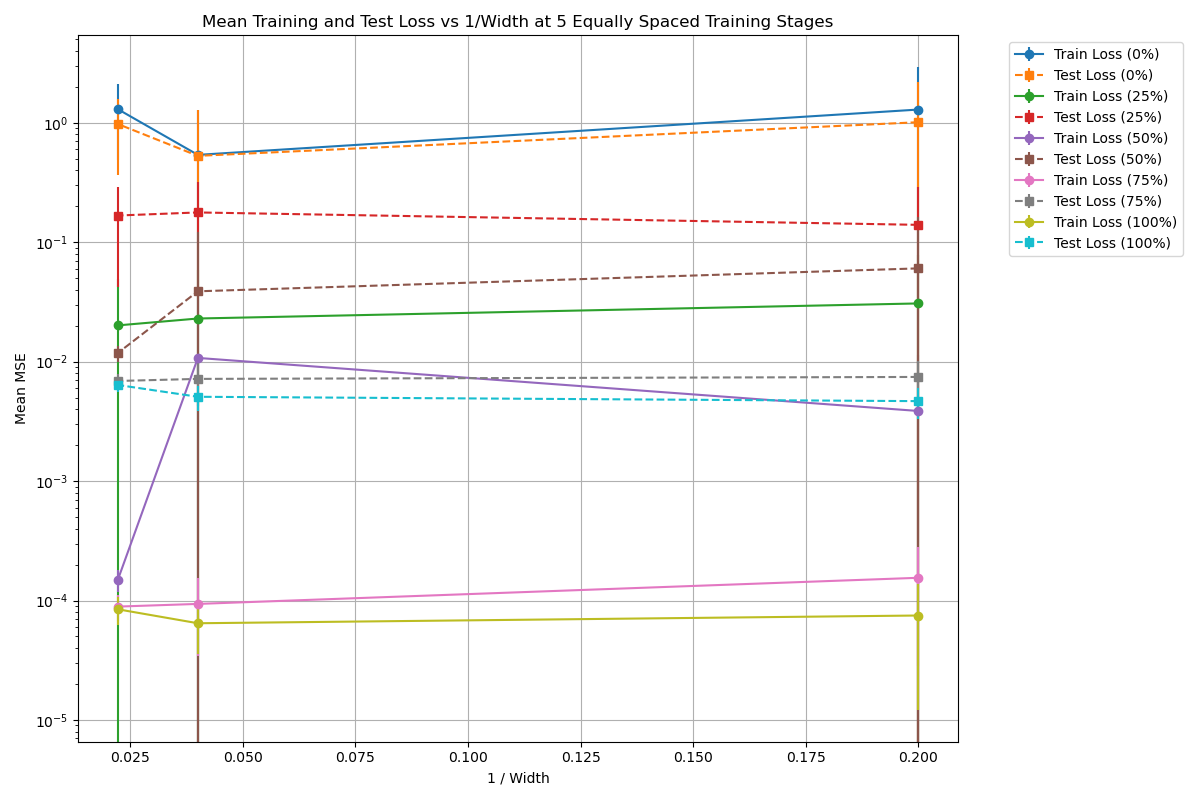 Mean Training and Test Loss vs 1/Width at 5 Equally Spaced Training Stages
Mean MSE
10⁰
10⁻¹
10⁻²
10⁻³
10⁻⁴
10⁻⁵
0.025 0.050 0.075 0.100 0.125 0.150 0.175 0.200
1 / Width
Train Loss (0%)
Test Loss (0%)
Train Loss (25%)
Test Loss (25%)
Train Loss (50%)
Test Loss (50%)
Train Loss (75%)
Test Loss (75%)
Train Loss (100%)
Test Loss (100%)